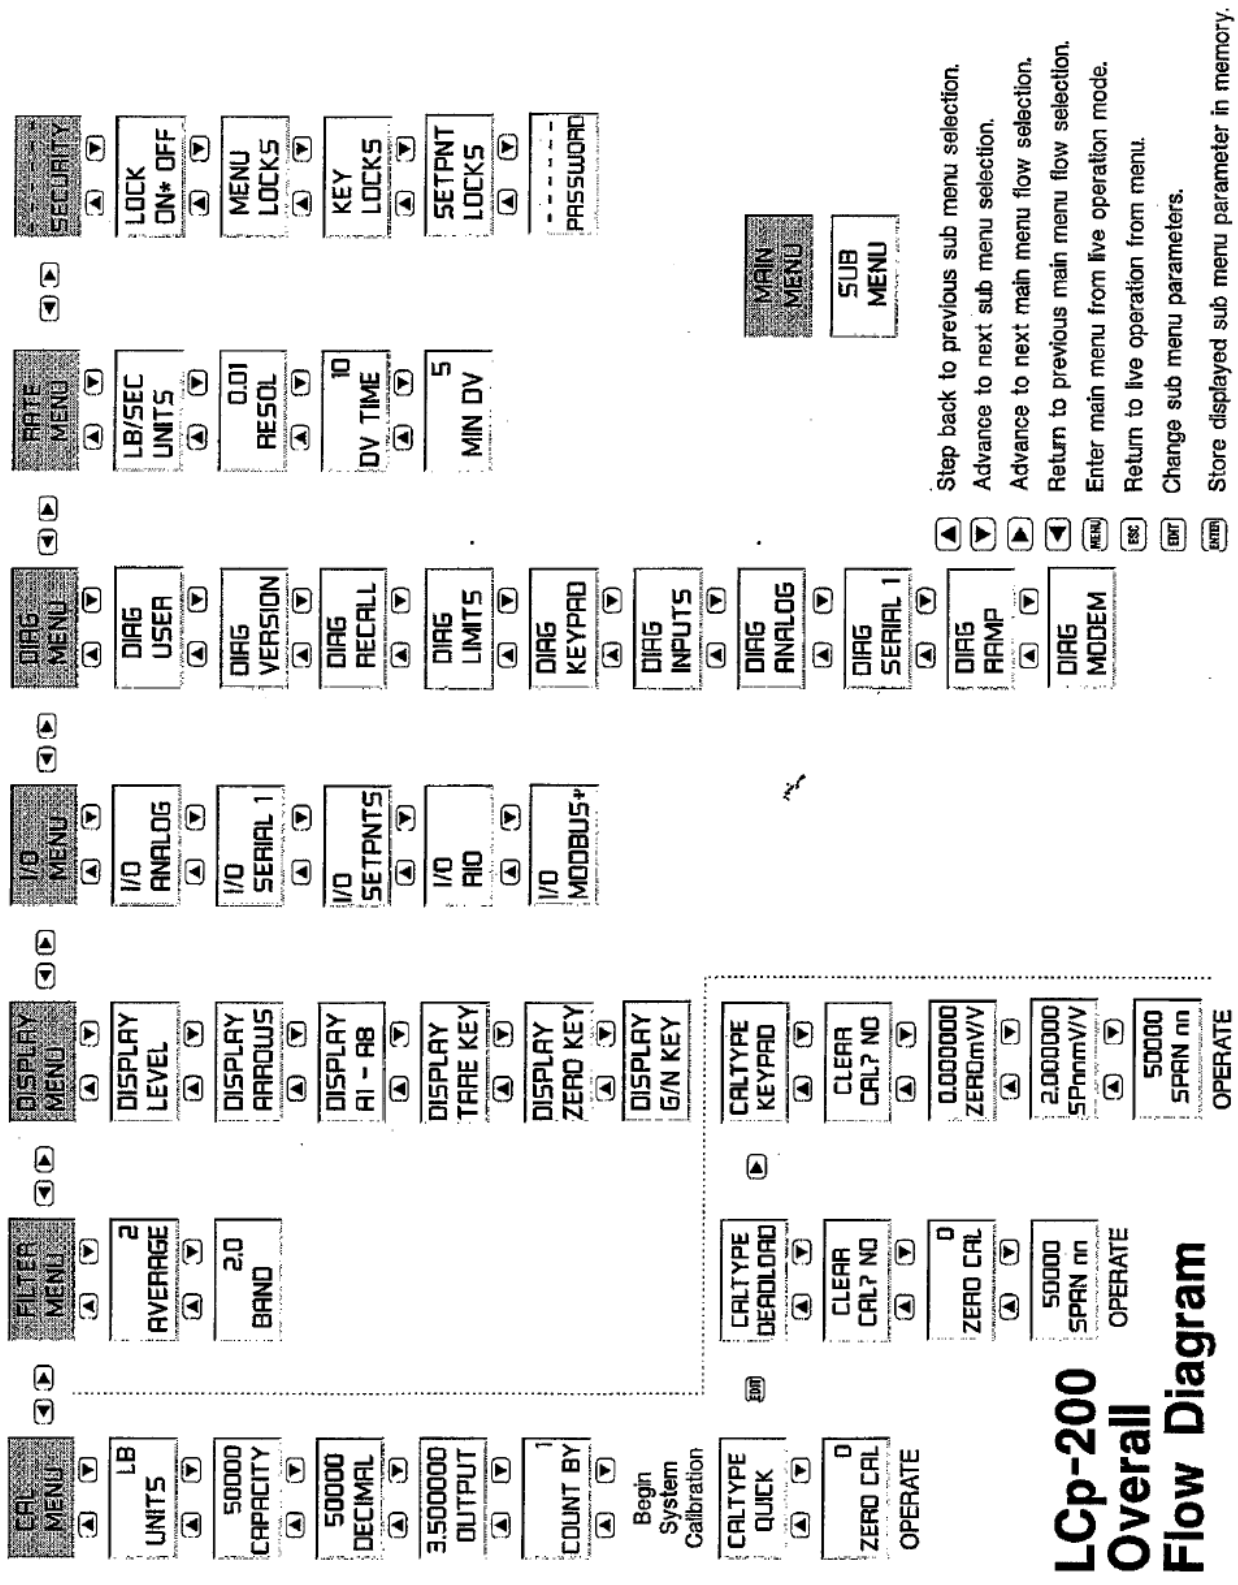 CAL
MENU
LB
UNITS
50000
CAPACITY
50000
DECIMAL
3.500000
OUTPUT
1
COUNT BY
Begin
System
Calibration
CALTYPE
QUICK
0
ZERO CAL
OPERATE
FILTER
MENU
2
AVERAGE
2.0
BAND
EDIT
CALTYPE
DEADLOAD
CLEAR
CAL? NO
0
ZERO CAL
50000
SPAN nn
OPERATE
DISPLAY
MENU
DISPLAY
LEVEL
DISPLAY
ARROWS
DISPLAY
A1 - A8
DISPLAY
TARE KEY
DISPLAY
ZERO KEY
DISPLAY
G/N KEY
CALTYPE
KEYPAD
CLEAR
CAL? NO
0.000000
ZEROmV/V
2.000000
SPnnmV/V
50000
SPAN nn
OPERATE
I/O
MENU
I/O
ANALOG
I/O
SERIAL 1
I/O
SETPNTS
I/O
RIO
I/O
MODBUS+
DIAG
MENU
DIAG
USER
DIAG
VERSION
DIAG
RECALL
DIAG
LIMITS
DIAG
KEYPAD
DIAG
INPUTS
DIAG
ANALOG
DIAG
SERIAL 1
DIAG
RAMP
DIAG
MODEM
RATE
MENU
LB/SEC
UNITS
0.01
RESOL
10
DV TIME
5
MIN DV
- - - - - -
SECURITY
LOCK
ON* OFF
MENU
LOCKS
KEY
LOCKS
SETPNT
LOCKS
- - - - - -
PASSWORD
MAIN
MENU
SUB
MENU
▲ Step back to previous sub menu selection.
▼ Advance to next sub menu selection.
▶ Advance to next main menu flow selection.
◀ Return to previous main menu flow selection.
MENU Enter main menu from live operation mode.
ESC Return to live operation from menu.
EDIT Change sub menu parameters.
ENTER Store displayed sub menu parameter in memory.
LCp-200
Overall
Flow Diagram